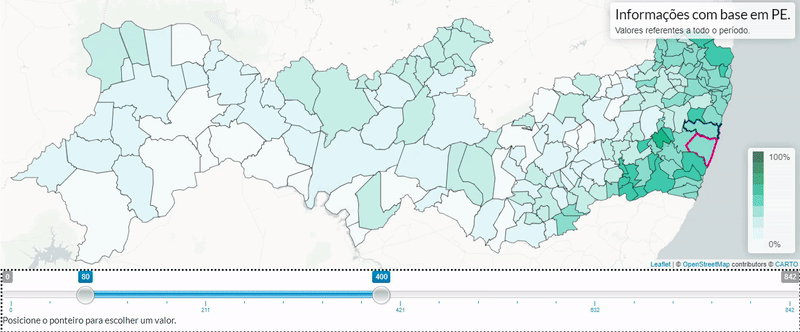 Informações com base em PE.
Valores referentes a todo o período.
100%
0%
Leaflet | © OpenStreetMap contributors © CARTO
0
80
400
842
0
211
421
632
842
Posicione o ponteiro para escolher um valor.